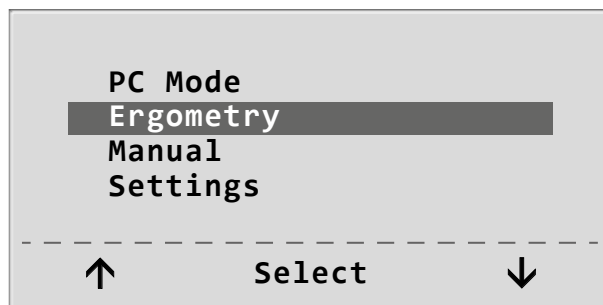 PC Mode
Ergometry
Manual
Settings
↑ Select ↓